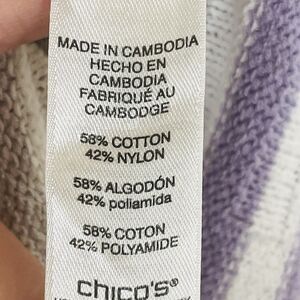 MADE IN CAMBODIA
HECHO EN
CAMBODIA
FABRIQUÉ AU
CAMBODGE
58% COTTON
42% NYLON
58% ALGODÓN
42% poliamida
58% COTON
42% POLYAMIDE
chico's®